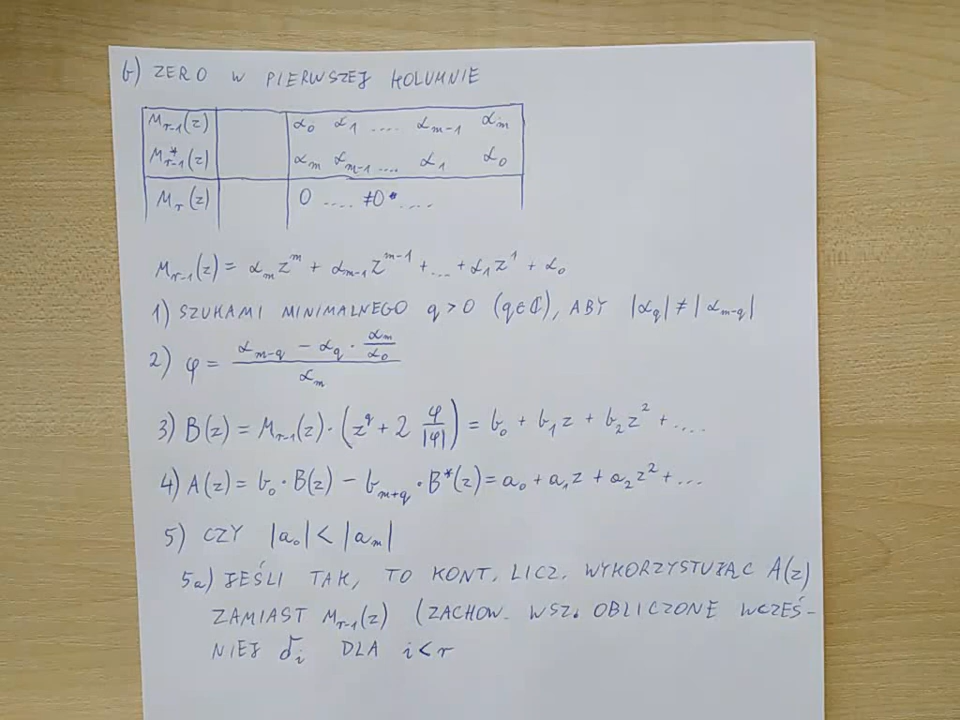 b) ZERO W PIERWSZEJ KOLUMNIE
M_{r-1}(z) α_0 α_1 .... α_{m-1} α_m
M*_{r-1}(z) α_m α_{m-1} .... α_1 α_0
M_r(z) 0 .... ≠0* ....
M_{r-1}(z) = α_m z^m + α_{m-1} z^{m-1} + ... + α_1 z^1 + α_0
1) SZUKAMI MINIMALNEGO q > 0 (q∈ℂ), ABY |α_q| ≠ |α_{m-q}|
2) φ = (α_{m-q} - α_q · α_m/α_0) / α_m
3) B(z) = M_{r-1}(z) · (z^q + 2 φ/|φ|) = b_0 + b_1 z + b_2 z^2 + ....
4) A(z) = b_0 · B(z) - b_{m+q} · B*(z) = a_0 + a_1 z + a_2 z^2 + ...
5) CZY |a_0| < |a_m|
5a) JEŚLI TAK, TO KONT. LICZ. WYKORZYSTUJĄC A(z)
ZAMIAST M_{r-1}(z) (ZACHOW. WSZ. OBLICZONE WCZEŚ-
NIEJ δ_i DLA i<r